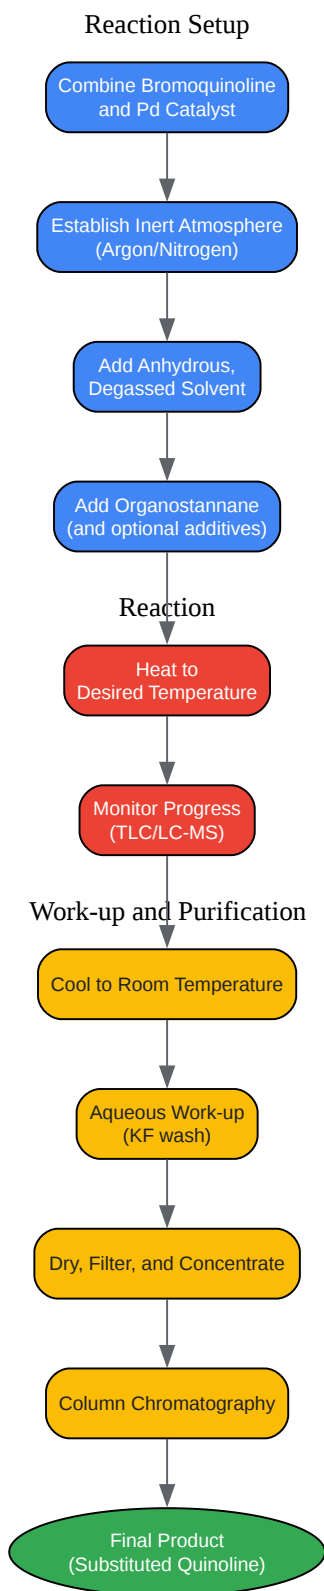 Reaction Setup
Combine Bromoquinoline
and Pd Catalyst
Establish Inert Atmosphere
(Argon/Nitrogen)
Add Anhydrous,
Degassed Solvent
Add Organostannane
(and optional additives)
Reaction
Heat to
Desired Temperature
Monitor Progress
(TLC/LC-MS)
Work-up and Purification
Cool to Room Temperature
Aqueous Work-up
(KF wash)
Dry, Filter, and Concentrate
Column Chromatography
Final Product
(Substituted Quinoline)